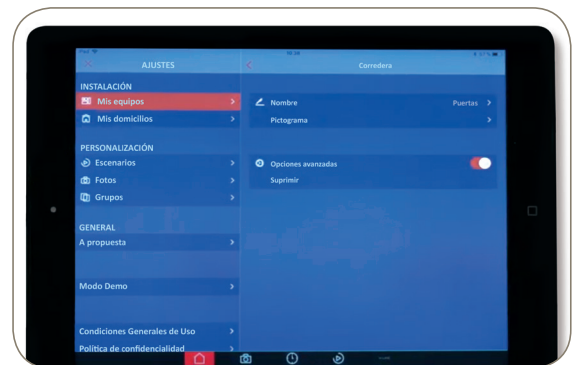 iPad
AJUSTES
Corredera
INSTALACIÓN
Mis equipos
Mis domicilios
PERSONALIZACIÓN
Escenarios
Fotos
Grupos
GENERAL
A propuesta
Modo Demo
Condiciones Generales de Uso
Política de confidencialidad
Nombre Puertas
Pictograma
Opciones avanzadas
Suprimir